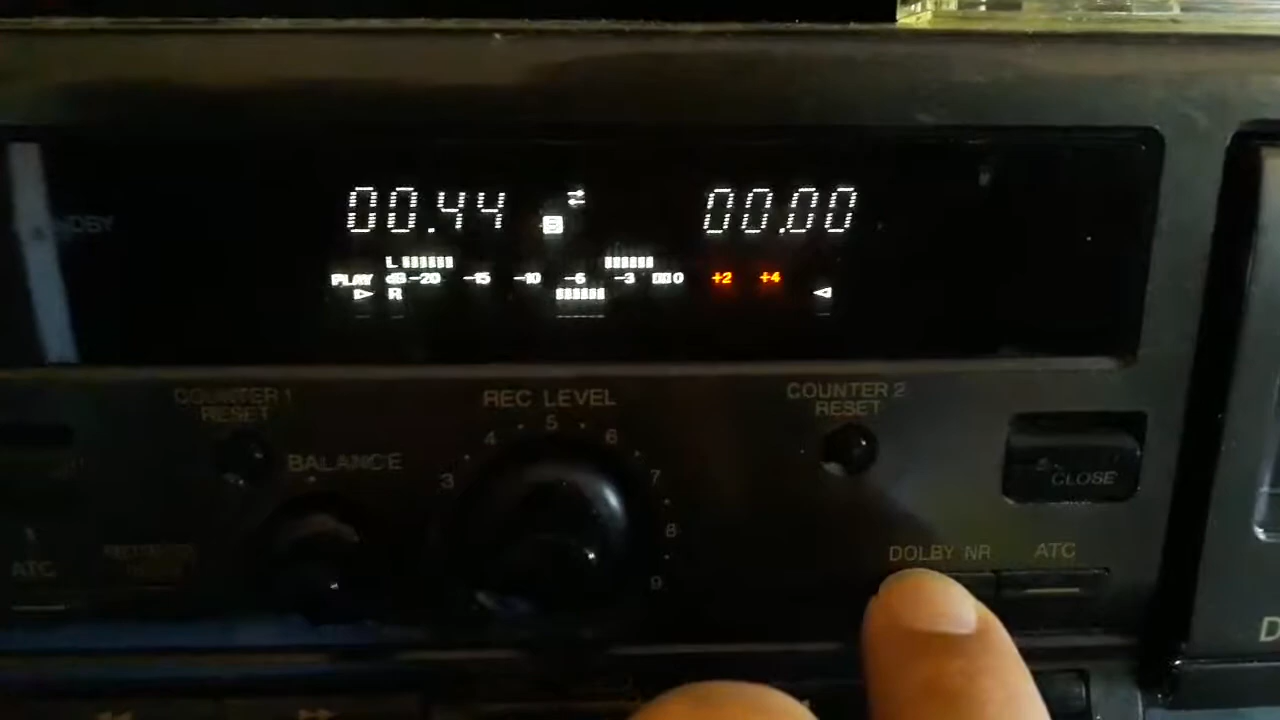 00.44 00.00
L
PLAY dB -20 -15 -10 -6 -3 0 +2 +4
R
COUNTER 1
RESET
REC LEVEL
COUNTER 2
RESET
BALANCE
3 4 5 6 7 8 9
CLOSE
DOLBY NR
ATC
1
ATC
D